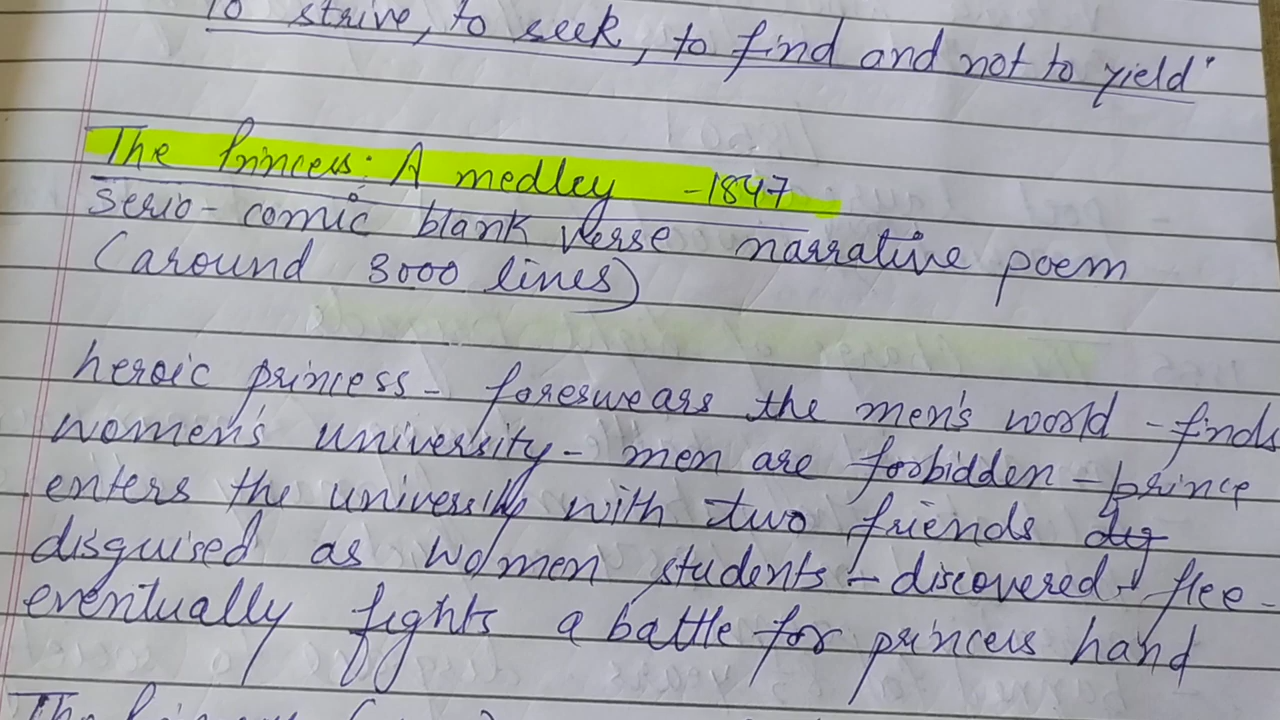 To strive, to seek, to find and not to yield"
The Princess: A medley -1847
Serio-comic blank verse narrative poem
(around 3000 lines)
heroic princess - foreswears the men's world - finds
women's university - men are forbidden - prince
enters the university with two friends
disguised as women students - discovered + flee -
eventually fights a battle for princess hand